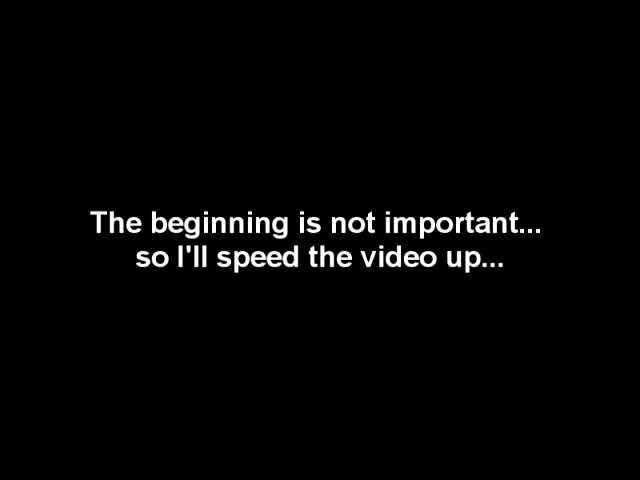 The beginning is not important...
so I'll speed the video up...